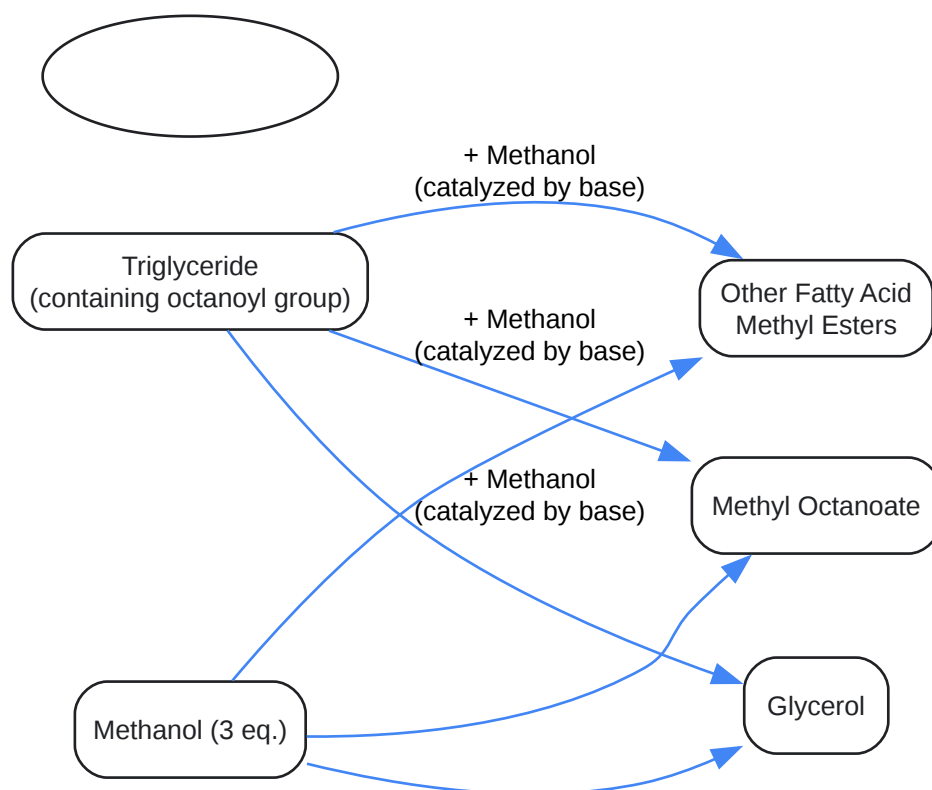 + Methanol
(catalyzed by base)
Triglyceride
(containing octanoyl group)
Other Fatty Acid
Methyl Esters
+ Methanol
(catalyzed by base)
+ Methanol
(catalyzed by base)
Methyl Octanoate
Glycerol
Methanol (3 eq.)